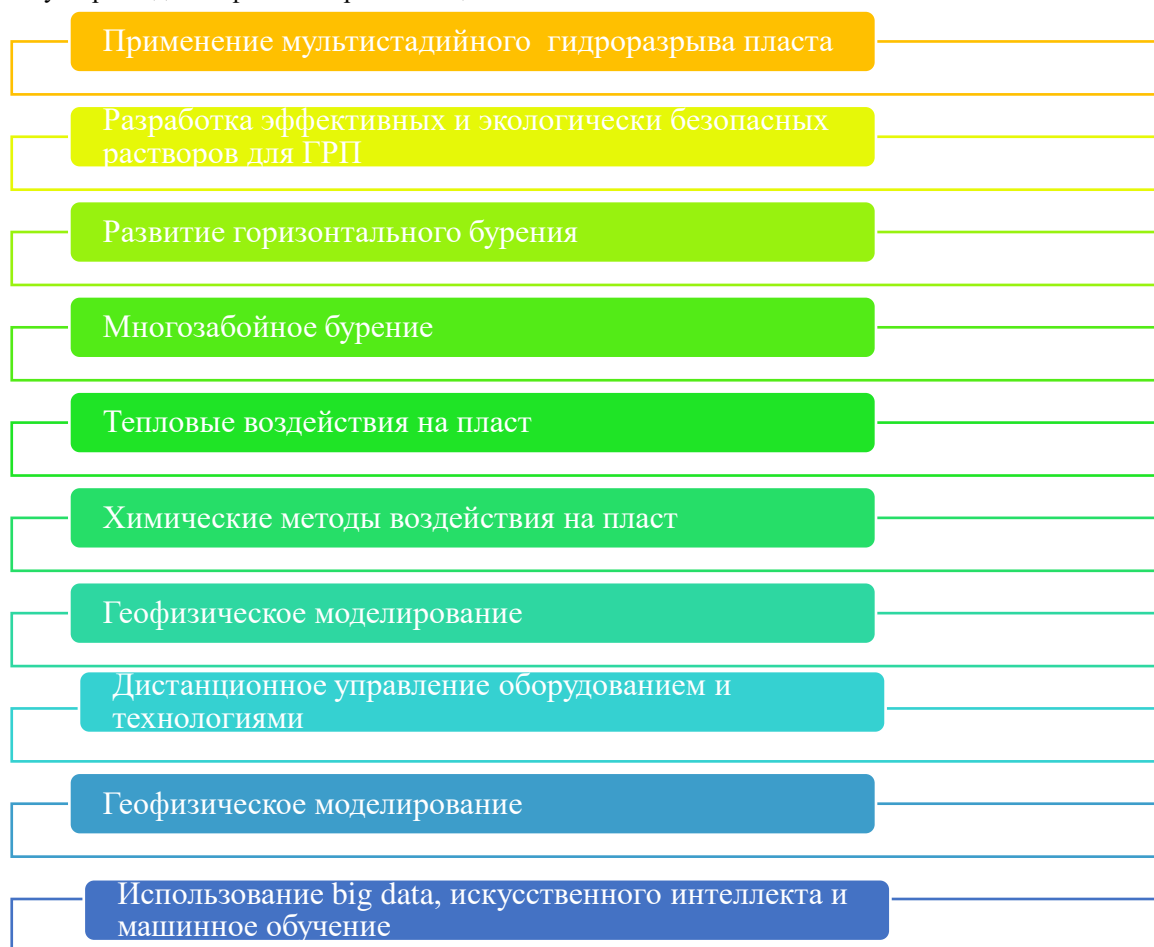 Применение мультистадийного гидроразрыва пласта
Разработка эффективных и экологически безопасных
растворов для ГРП
Развитие горизонтального бурения
Многозабойное бурение
Тепловые воздействия на пласт
Химические методы воздействия на пласт
Геофизическое моделирование
Дистанционное управление оборудованием и
технологиями
Геофизическое моделирование
Использование big data, искусственного интеллекта и
машинное обучение